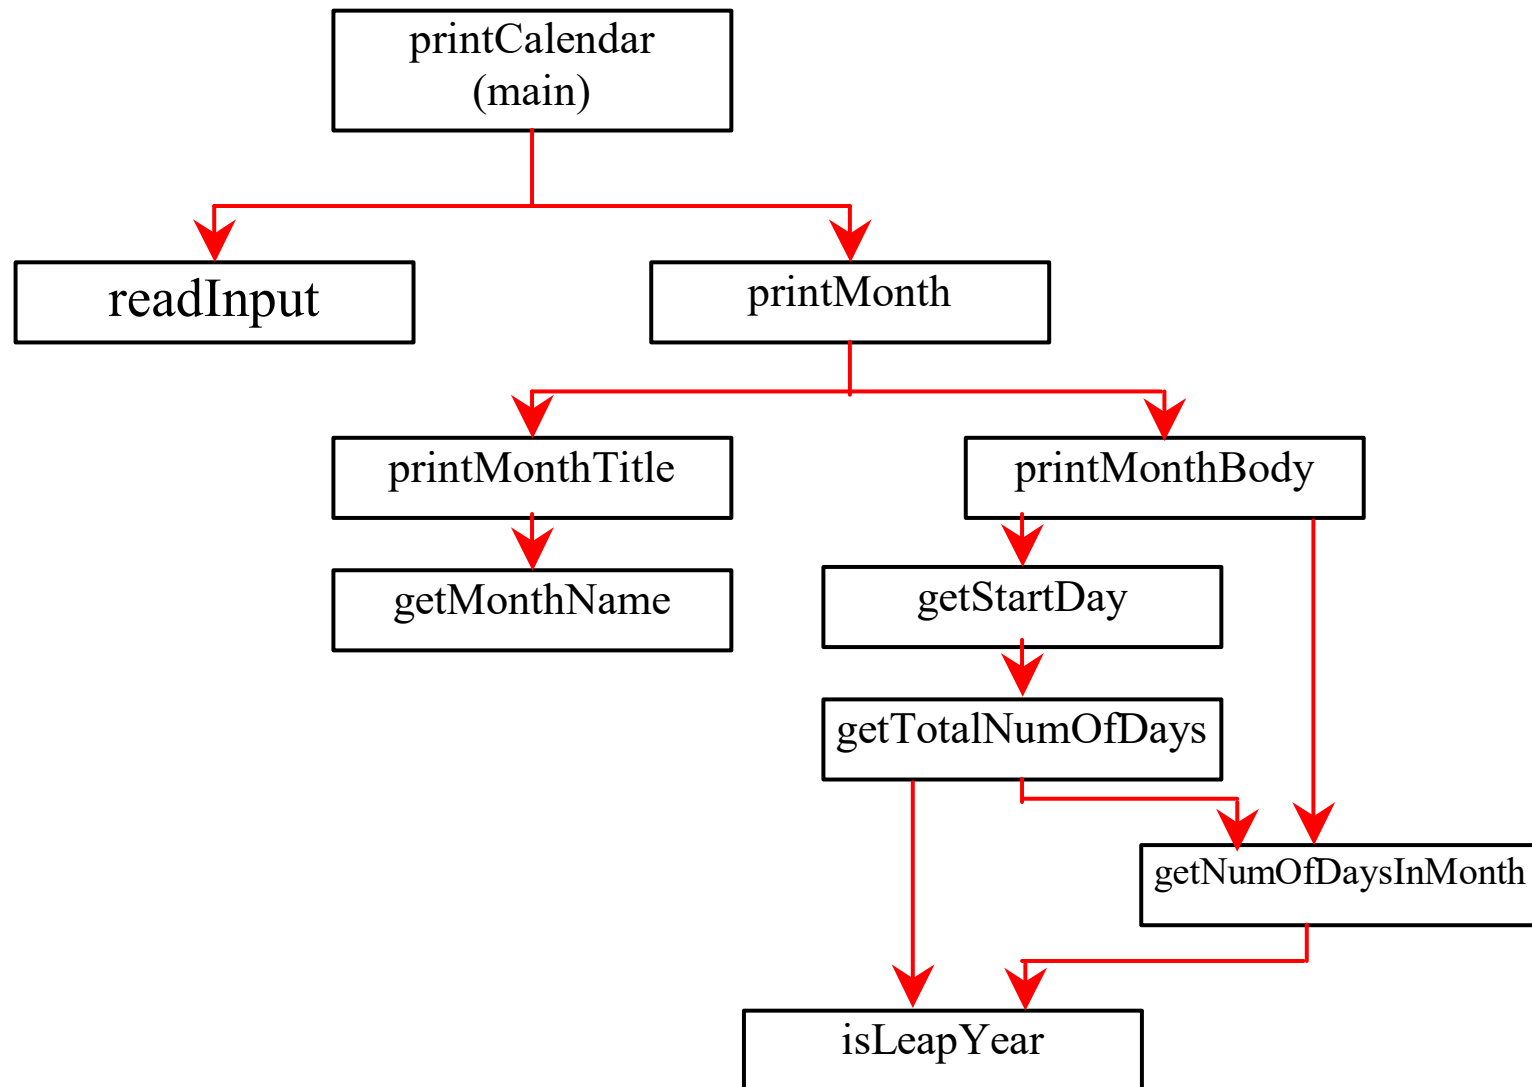 printCalendar
(main)
readInput
printMonth
printMonthTitle
printMonthBody
getMonthName
getStartDay
getTotalNumOfDays
getNumOfDaysInMonth
isLeapYear